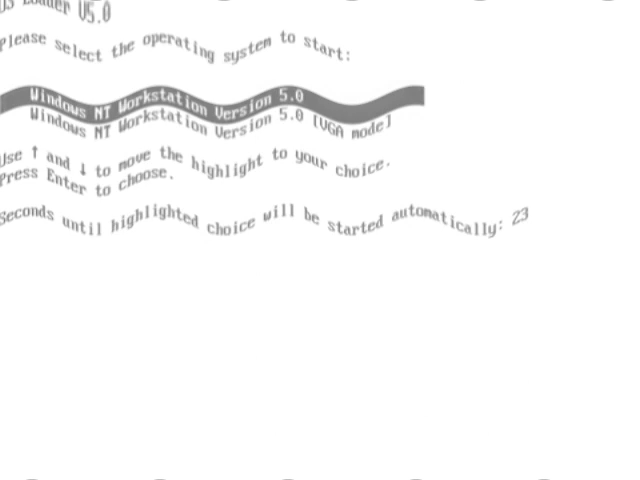 OS Loader V5.0
Please select the operating system to start:
Windows NT Workstation Version 5.0
Windows NT Workstation Version 5.0 [VGA mode]
Use ↑ and ↓ to move the highlight to your choice.
Press Enter to choose.
Seconds until highlighted choice will be started automatically: 23